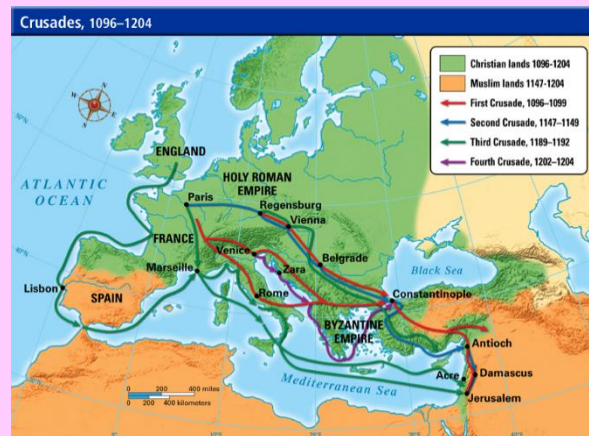 Crusades, 1096–1204
Christian lands 1096-1204
Muslim lands 1147-1204
First Crusade, 1096–1099
Second Crusade, 1147–1149
Third Crusade, 1189–1192
Fourth Crusade, 1202–1204
N
W
E
S
50°N
40°N
ENGLAND
ATLANTIC
OCEAN
HOLY ROMAN
EMPIRE
Paris
Regensburg
Vienna
FRANCE
Venice
Belgrade
Marseille
Zara
Black Sea
Lisbon
SPAIN
Rome
Constantinople
BYZANTINE
EMPIRE
Antioch
Damascus
Acre
Mediterranean Sea
Jerusalem
0 200 400 miles
0 200 400 kilometers